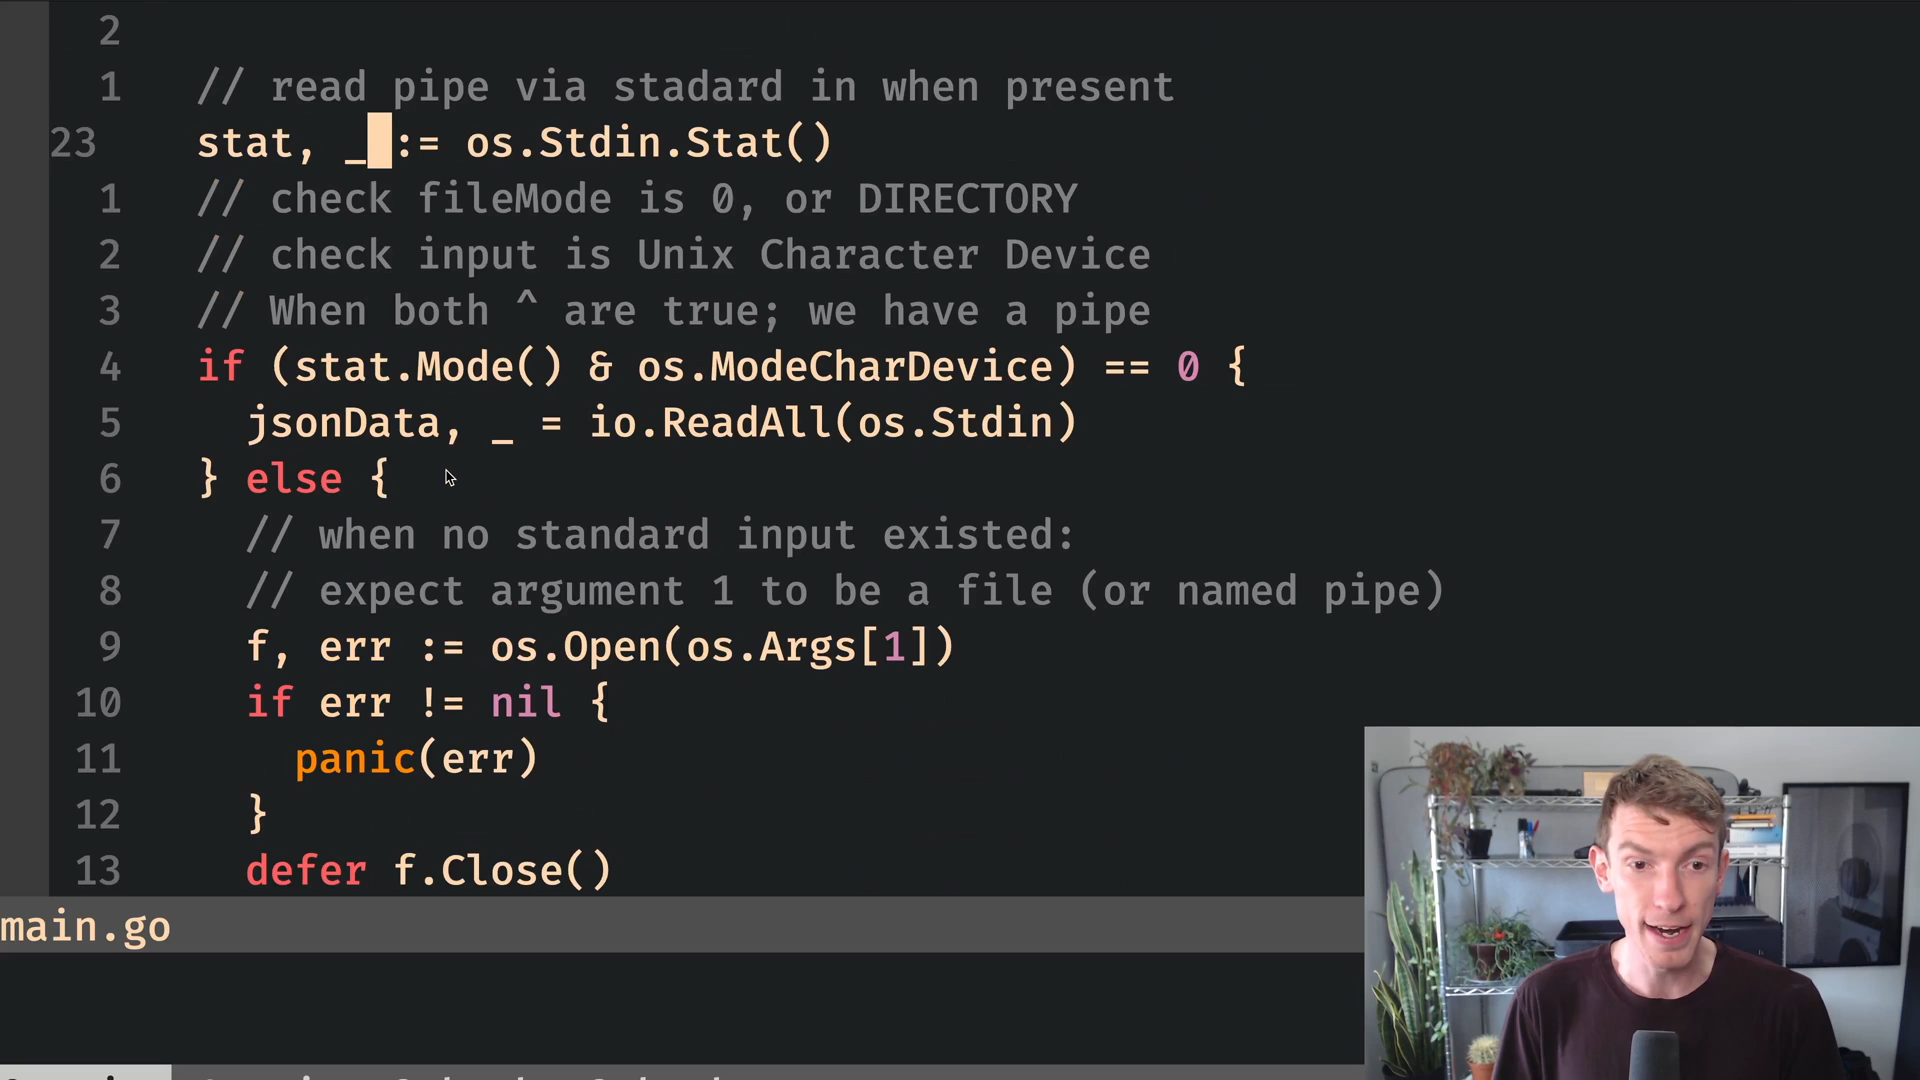 2
1 // read pipe via stadard in when present
23 stat, _ := os.Stdin.Stat()
1 // check fileMode is 0, or DIRECTORY
2 // check input is Unix Character Device
3 // When both ^ are true; we have a pipe
4 if (stat.Mode() & os.ModeCharDevice) == 0 {
5 jsonData, _ = io.ReadAll(os.Stdin)
6 } else {
7 // when no standard input existed:
8 // expect argument 1 to be a file (or named pipe)
9 f, err := os.Open(os.Args[1])
10 if err != nil {
11 panic(err)
12 }
13 defer f.Close()
main.go